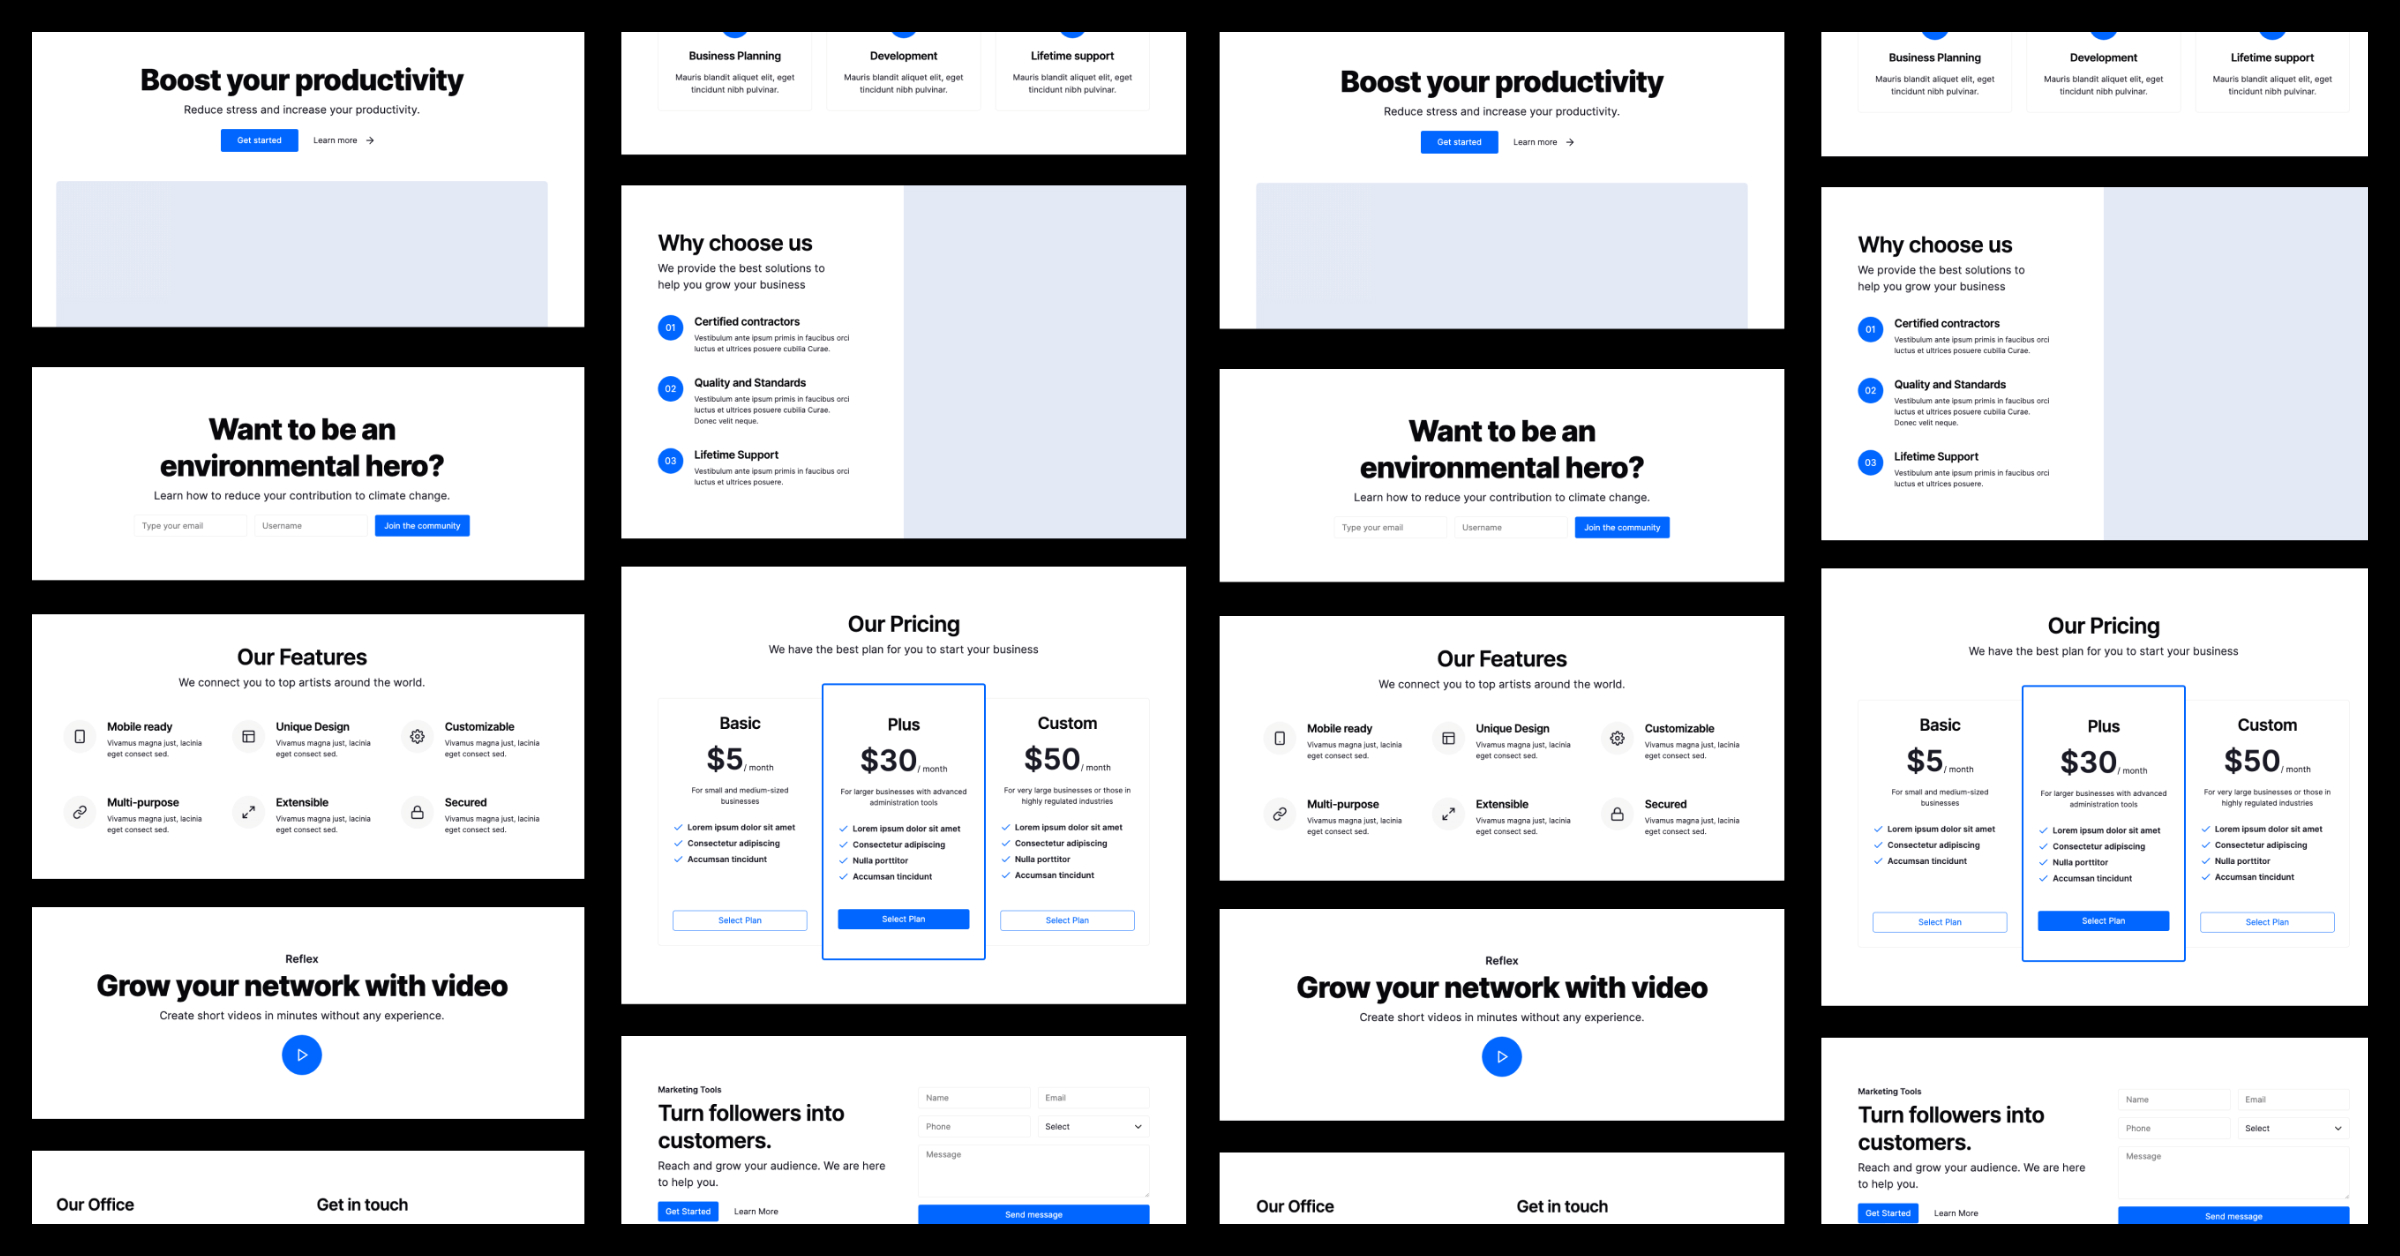 Boost your productivity
Reduce stress and increase your productivity.
Get started
Learn more
Want to be an
environmental hero?
Learn how to reduce your contribution to climate change.
Type your email
Username
Join the community
Our Features
We connect you to top artists around the world.
Mobile ready
Vivamus magna just, lacinia
eget consect sed.
Unique Design
Vivamus magna just, lacinia
eget consect sed.
Customizable
Vivamus magna just, lacinia
eget consect sed.
Multi-purpose
Vivamus magna just, lacinia
eget consect sed.
Extensible
Vivamus magna just, lacinia
eget consect sed.
Secured
Vivamus magna just, lacinia
eget consect sed.
Reflex
Grow your network with video
Create short videos in minutes without any experience.
Our Office
Get in touch
Business Planning
Mauris blandit aliquet elit, eget
tincidunt nibh pulvinar.
Development
Mauris blandit aliquet elit, eget
tincidunt nibh pulvinar.
Lifetime support
Mauris blandit aliquet elit, eget
tincidunt nibh pulvinar.
Why choose us
We provide the best solutions to
help you grow your business
01
Certified contractors
Vestibulum ante ipsum primis in faucibus orci
luctus et ultrices posuere cubilia Curae.
02
Quality and Standards
Vestibulum ante ipsum primis in faucibus orci
luctus et ultrices posuere cubilia Curae.
Donec velit neque.
03
Lifetime Support
Vestibulum ante ipsum primis in faucibus orci
luctus et ultrices posuere.
Our Pricing
We have the best plan for you to start your business
Basic
$5/ month
For small and medium-sized
businesses
Lorem ipsum dolor sit amet
Consectetur adipiscing
Accumsan tincidunt
Select Plan
Plus
$30/ month
For larger businesses with advanced
administration tools
Lorem ipsum dolor sit amet
Consectetur adipiscing
Nulla porttitor
Accumsan tincidunt
Select Plan
Custom
$50/ month
For very large businesses or those in
highly regulated industries
Lorem ipsum dolor sit amet
Consectetur adipiscing
Nulla porttitor
Accumsan tincidunt
Select Plan
Marketing Tools
Turn followers into
customers.
Reach and grow your audience. We are here
to help you.
Get Started
Learn More
Name
Email
Phone
Select
Message
Send message
Boost your productivity
Reduce stress and increase your productivity.
Get started
Learn more
Want to be an
environmental hero?
Learn how to reduce your contribution to climate change.
Type your email
Username
Join the community
Our Features
We connect you to top artists around the world.
Mobile ready
Vivamus magna just, lacinia
eget consect sed.
Unique Design
Vivamus magna just, lacinia
eget consect sed.
Customizable
Vivamus magna just, lacinia
eget consect sed.
Multi-purpose
Vivamus magna just, lacinia
eget consect sed.
Extensible
Vivamus magna just, lacinia
eget consect sed.
Secured
Vivamus magna just, lacinia
eget consect sed.
Reflex
Grow your network with video
Create short videos in minutes without any experience.
Our Office
Get in touch
Business Planning
Mauris blandit aliquet elit, eget
tincidunt nibh pulvinar.
Development
Mauris blandit aliquet elit, eget
tincidunt nibh pulvinar.
Lifetime support
Mauris blandit aliquet elit, eget
tincidunt nibh pulvinar.
Why choose us
We provide the best solutions to
help you grow your business
01
Certified contractors
Vestibulum ante ipsum primis in faucibus orci
luctus et ultrices posuere cubilia Curae.
02
Quality and Standards
Vestibulum ante ipsum primis in faucibus orci
luctus et ultrices posuere cubilia Curae.
Donec velit neque.
03
Lifetime Support
Vestibulum ante ipsum primis in faucibus orci
luctus et ultrices posuere.
Our Pricing
We have the best plan for you to start your business
Basic
$5/ month
For small and medium-sized
businesses
Lorem ipsum dolor sit amet
Consectetur adipiscing
Accumsan tincidunt
Select Plan
Plus
$30/ month
For larger businesses with advanced
administration tools
Lorem ipsum dolor sit amet
Consectetur adipiscing
Nulla porttitor
Accumsan tincidunt
Select Plan
Custom
$50/ month
For very large businesses or those in
highly regulated industries
Lorem ipsum dolor sit amet
Consectetur adipiscing
Nulla porttitor
Accumsan tincidunt
Select Plan
Marketing Tools
Turn followers into
customers.
Reach and grow your audience. We are here
to help you.
Get Started
Learn More
Name
Email
Phone
Select
Message
Send message